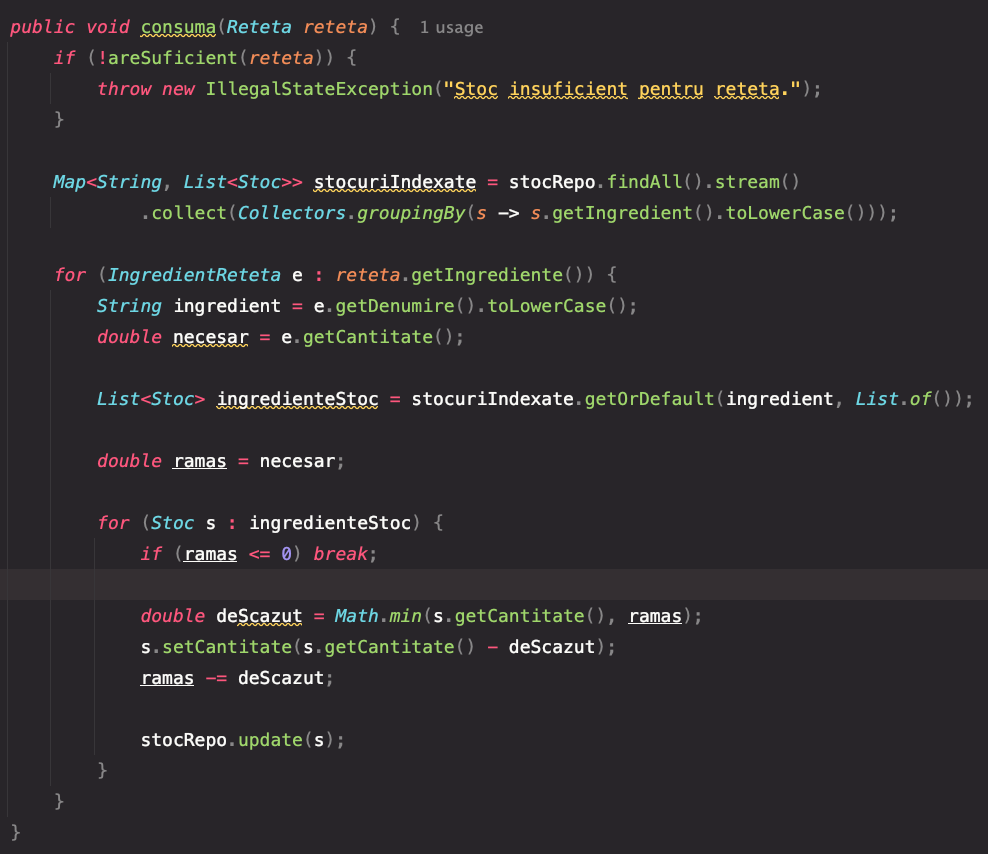 public void consuma(Reteta reteta) {  1 usage
    if (!areSuficient(reteta)) {
        throw new IllegalStateException("Stoc insuficient pentru reteta.");
    }

    Map<String, List<Stoc>> stocuriIndexate = stocRepo.findAll().stream()
            .collect(Collectors.groupingBy(s -> s.getIngredient().toLowerCase()));

    for (IngredientReteta e : reteta.getIngrediente()) {
        String ingredient = e.getDenumire().toLowerCase();
        double necesar = e.getCantitate();

        List<Stoc> ingredienteStoc = stocuriIndexate.getOrDefault(ingredient, List.of());

        double ramas = necesar;

        for (Stoc s : ingredienteStoc) {
            if (ramas <= 0) break;

            double deScazut = Math.min(s.getCantitate(), ramas);
            s.setCantitate(s.getCantitate() - deScazut);
            ramas -= deScazut;

            stocRepo.update(s);
        }
    }
}